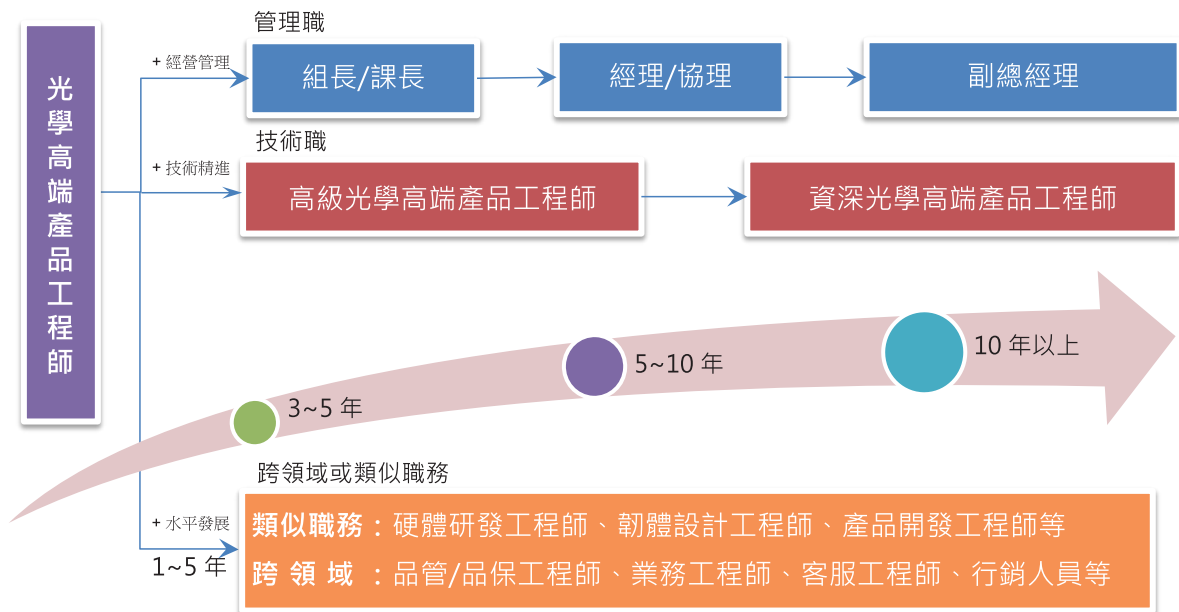 光學高端產品工程師
管理職
+ 經營管理
組長/課長
經理/協理
副總經理
技術職
+ 技術精進
高級光學高端產品工程師
資深光學高端產品工程師
3~5 年
5~10 年
10 年以上
跨領域或類似職務
+ 水平發展
1~5 年
類似職務：硬體研發工程師、韌體設計工程師、產品開發工程師等
跨 領 域 ：品管/品保工程師、業務工程師、客服工程師、行銷人員等